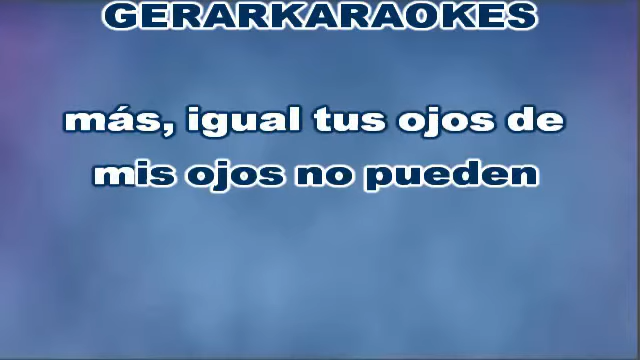 GERARKARAOKES
más, igual tus ojos de
mis ojos no pueden